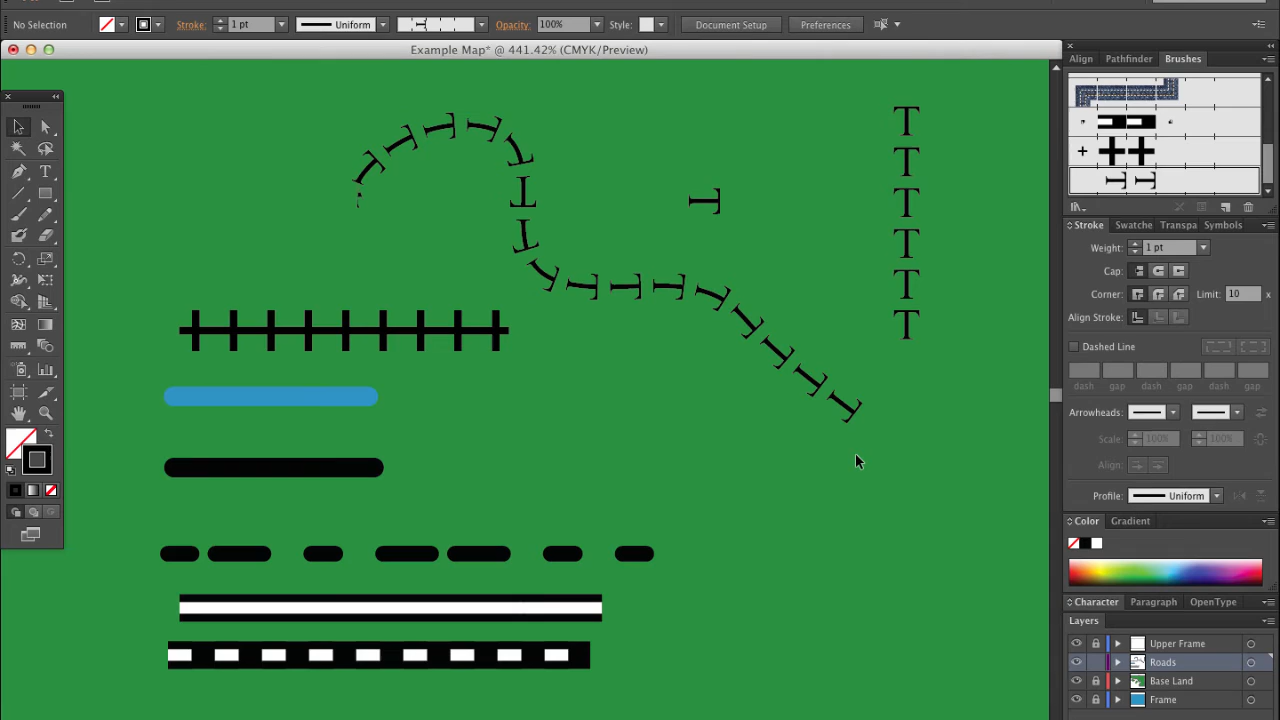 No Selection Stroke: 1 pt Uniform Opacity: 100% Style: Document Setup Preferences
Example Map* @ 441.42% (CMYK/Preview)
Align Pathfinder Brushes
T
T
T
T
T
T
T
Stroke Swatche Transpa Symbols
Weight: 1 pt
Cap:
Corner: Limit: 10 x
Align Stroke:
Dashed Line
dash gap dash gap dash gap
Arrowheads:
Scale: 100% 100%
Align:
Profile: Uniform
Color Gradient
Character Paragraph OpenType
Layers
Upper Frame
Roads
Base Land
Frame